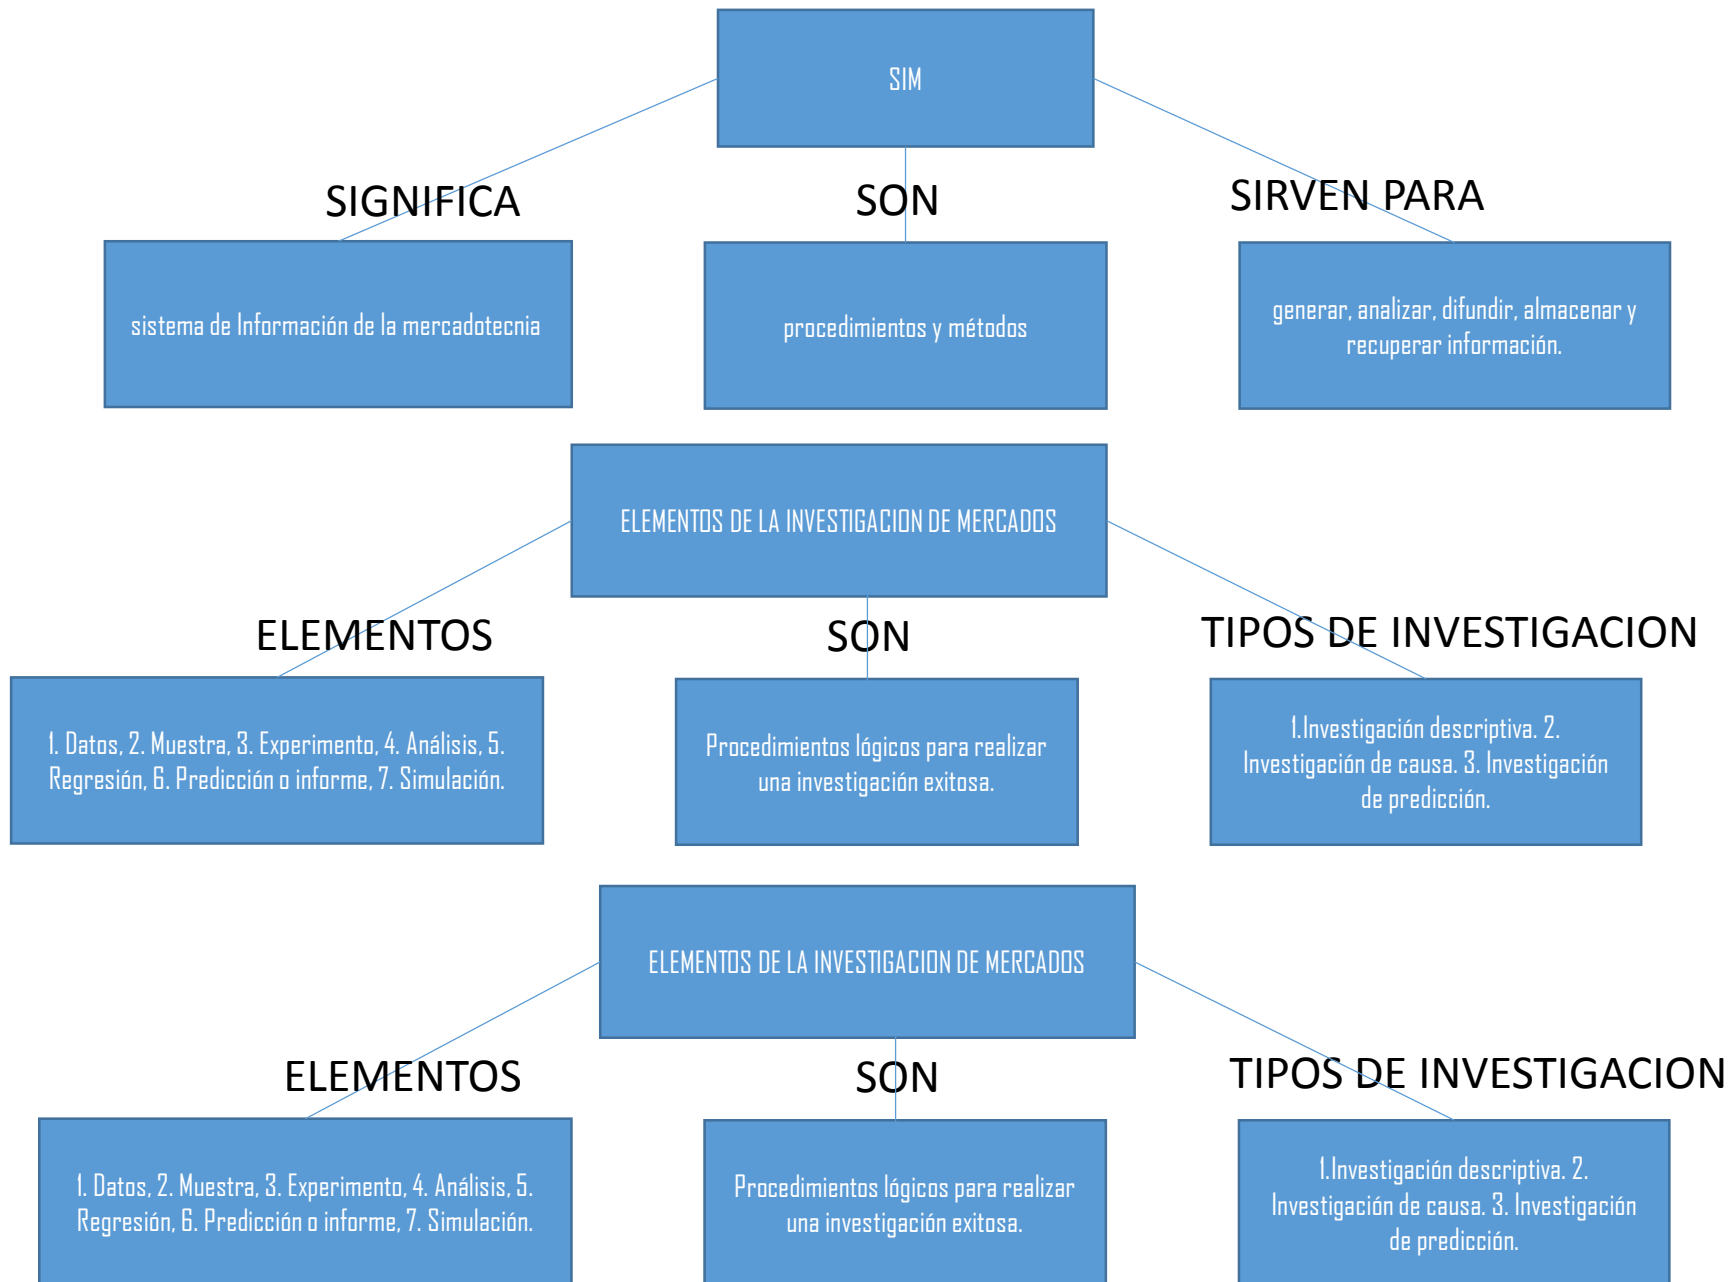 SIM
SIGNIFICA
SON
SIRVEN PARA
sistema de Información de la mercadotecnia
procedimientos y métodos
generar, analizar, difundir, almacenar y
recuperar información.
ELEMENTOS DE LA INVESTIGACION DE MERCADOS
ELEMENTOS
SON
TIPOS DE INVESTIGACION
1. Datos, 2. Muestra, 3. Experimento, 4. Análisis, 5.
Regresión, 6. Predicción o informe, 7. Simulación.
Procedimientos lógicos para realizar
una investigación exitosa.
1.Investigación descriptiva. 2.
Investigación de causa. 3. Investigación
de predicción.
ELEMENTOS DE LA INVESTIGACION DE MERCADOS
ELEMENTOS
SON
TIPOS DE INVESTIGACION
1. Datos, 2. Muestra, 3. Experimento, 4. Análisis, 5.
Regresión, 6. Predicción o informe, 7. Simulación.
Procedimientos lógicos para realizar
una investigación exitosa.
1.Investigación descriptiva. 2.
Investigación de causa. 3. Investigación
de predicción.